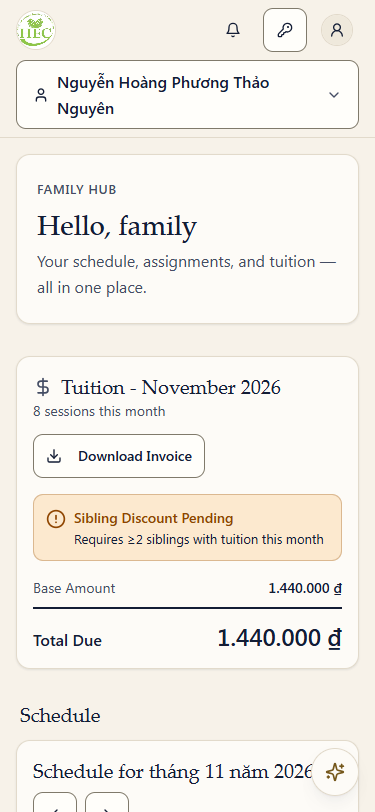 HEC
Nguyễn Hoàng Phương Thảo
Nguyên
FAMILY HUB
Hello, family
Your schedule, assignments, and tuition —
all in one place.
Tuition - November 2026
8 sessions this month
Download Invoice
Sibling Discount Pending
Requires ≥2 siblings with tuition this month
Base Amount 1.440.000 ₫
Total Due 1.440.000 ₫
Schedule
Schedule for tháng 11 năm 2026